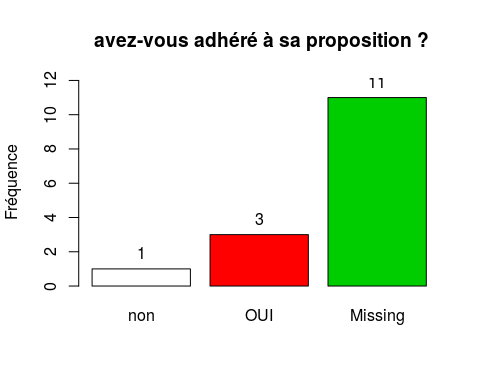 avez-vous adhéré à sa proposition ?
Fréquence
12
10
8
6
4
2
0
1
3
11
non
OUI
Missing